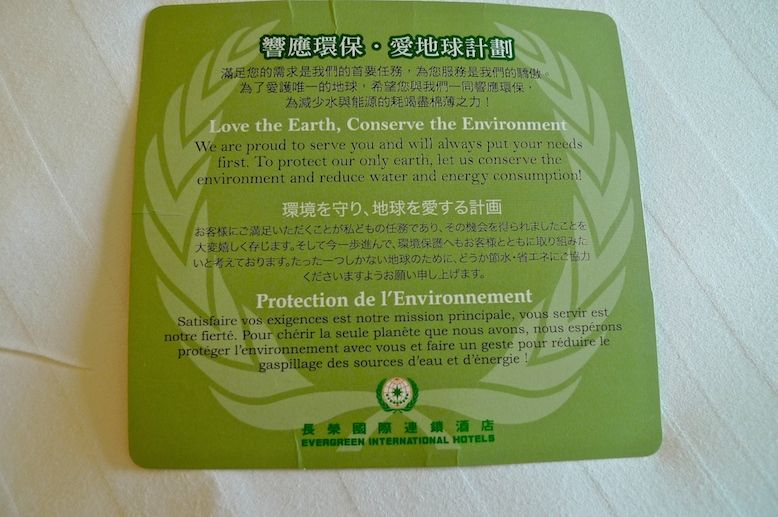 響應環保・愛地球計劃
滿足您的需求是我們的首要任務，為您服務是我們的驕傲。
為了愛護唯一的地球，希望您與我們一同響應環保，
為減少水與能源的耗竭盡棉薄之力！
Love the Earth, Conserve the Environment
We are proud to serve you and will always put your needs
first. To protect our only earth, let us conserve the
environment and reduce water and energy consumption!
環境を守り、地球を愛する計画
お客様にご満足いただくことが私どもの任務であり、その機会を得られましたことを
大変嬉しく存じます。そして今一歩進んで、環境保護へもお客様とともに取り組みた
いと考えております。たった一つしかない地球のために、どうか節水・省エネにご協力
くださいますようお願い申し上げます。
Protection de l'Environnement
Satisfaire vos exigences est notre mission principale, vous servir est
notre fierté. Pour chérir la seule planète que nous avons, nous espérons
protéger l'environnement avec vous et faire un geste pour réduire le
gaspillage des sources d'eau et d'énergie !
長榮國際連鎖酒店
EVERGREEN INTERNATIONAL HOTELS